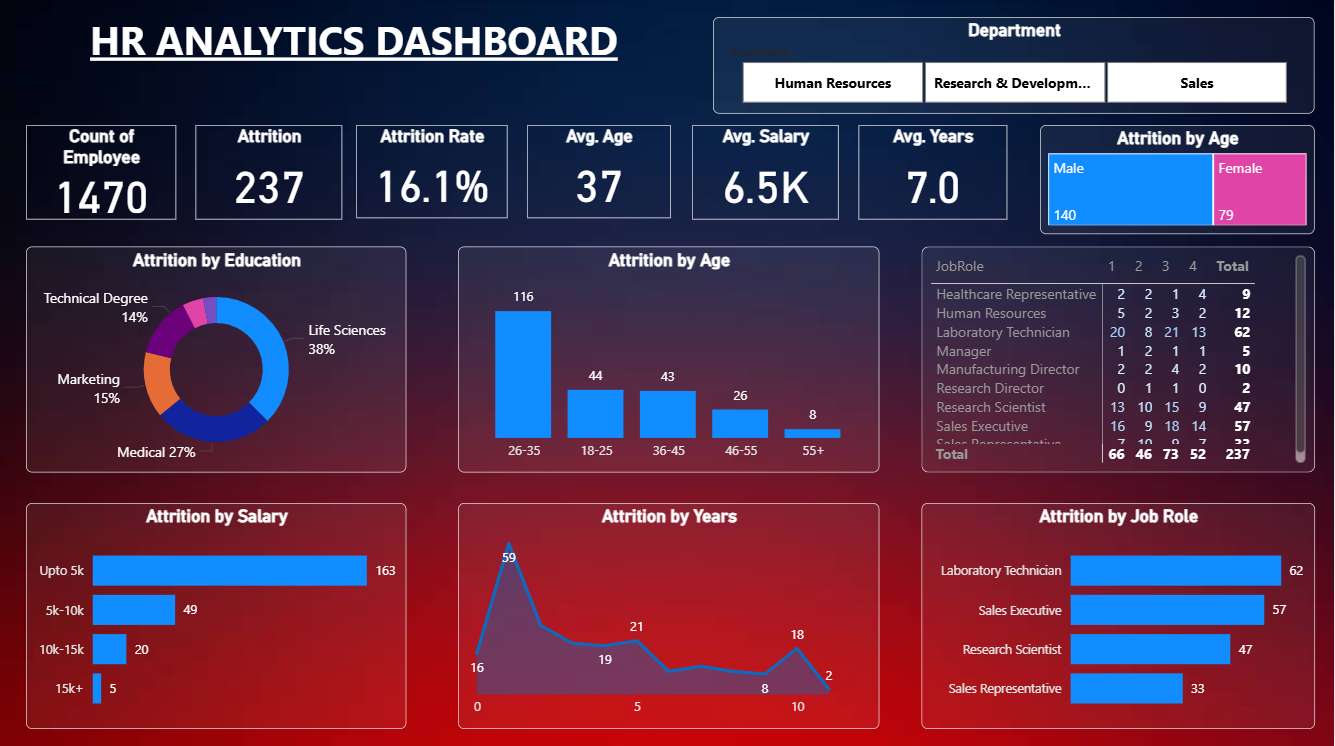 HR ANALYTICS DASHBOARD
Department
Department
Human Resources
Research & Developm...
Sales
Count of
Employee
1470
Attrition
237
Attrition Rate
16.1%
Avg. Age
37
Avg. Salary
6.5K
Avg. Years
7.0
Attrition by Age
Male
Female
140
79
Attrition by Education
Technical Degree
14%
Life Sciences
38%
Marketing
15%
Medical 27%
Attrition by Age
116
44
43
26
8
26-35 18-25 36-45 46-55 55+
JobRole 1 2 3 4 Total
Healthcare Representative 2 2 1 4 9
Human Resources 5 2 3 2 12
Laboratory Technician 20 8 21 13 62
Manager 1 2 1 1 5
Manufacturing Director 2 2 4 2 10
Research Director 0 1 1 0 2
Research Scientist 13 10 15 9 47
Sales Executive 16 9 18 14 57
Sales Representative 7 10 9 7 33
Total 66 46 73 52 237
Attrition by Salary
Upto 5k 163
5k-10k 49
10k-15k 20
15k+ 5
Attrition by Years
59
16
19
21
8
18
2
0 5 10
Attrition by Job Role
Laboratory Technician 62
Sales Executive 57
Research Scientist 47
Sales Representative 33